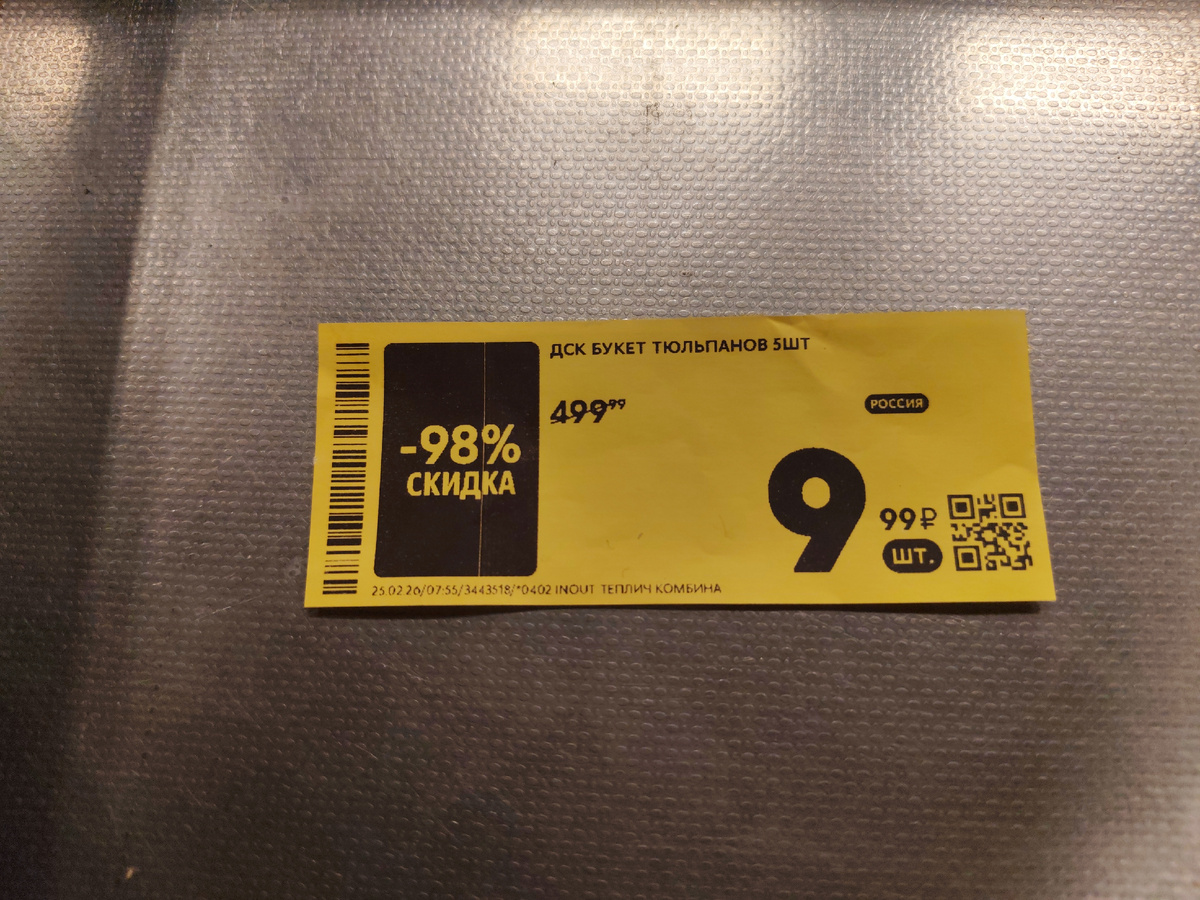 ДСК БУКЕТ ТЮЛЬПАНОВ 5ШТ
499⁹⁹
РОССИЯ
-98%
СКИДКА
9 99₽
шт.
25.02.26/07:55/3443518/*0402 INOUT ТЕПЛИЧ КОМБИНА